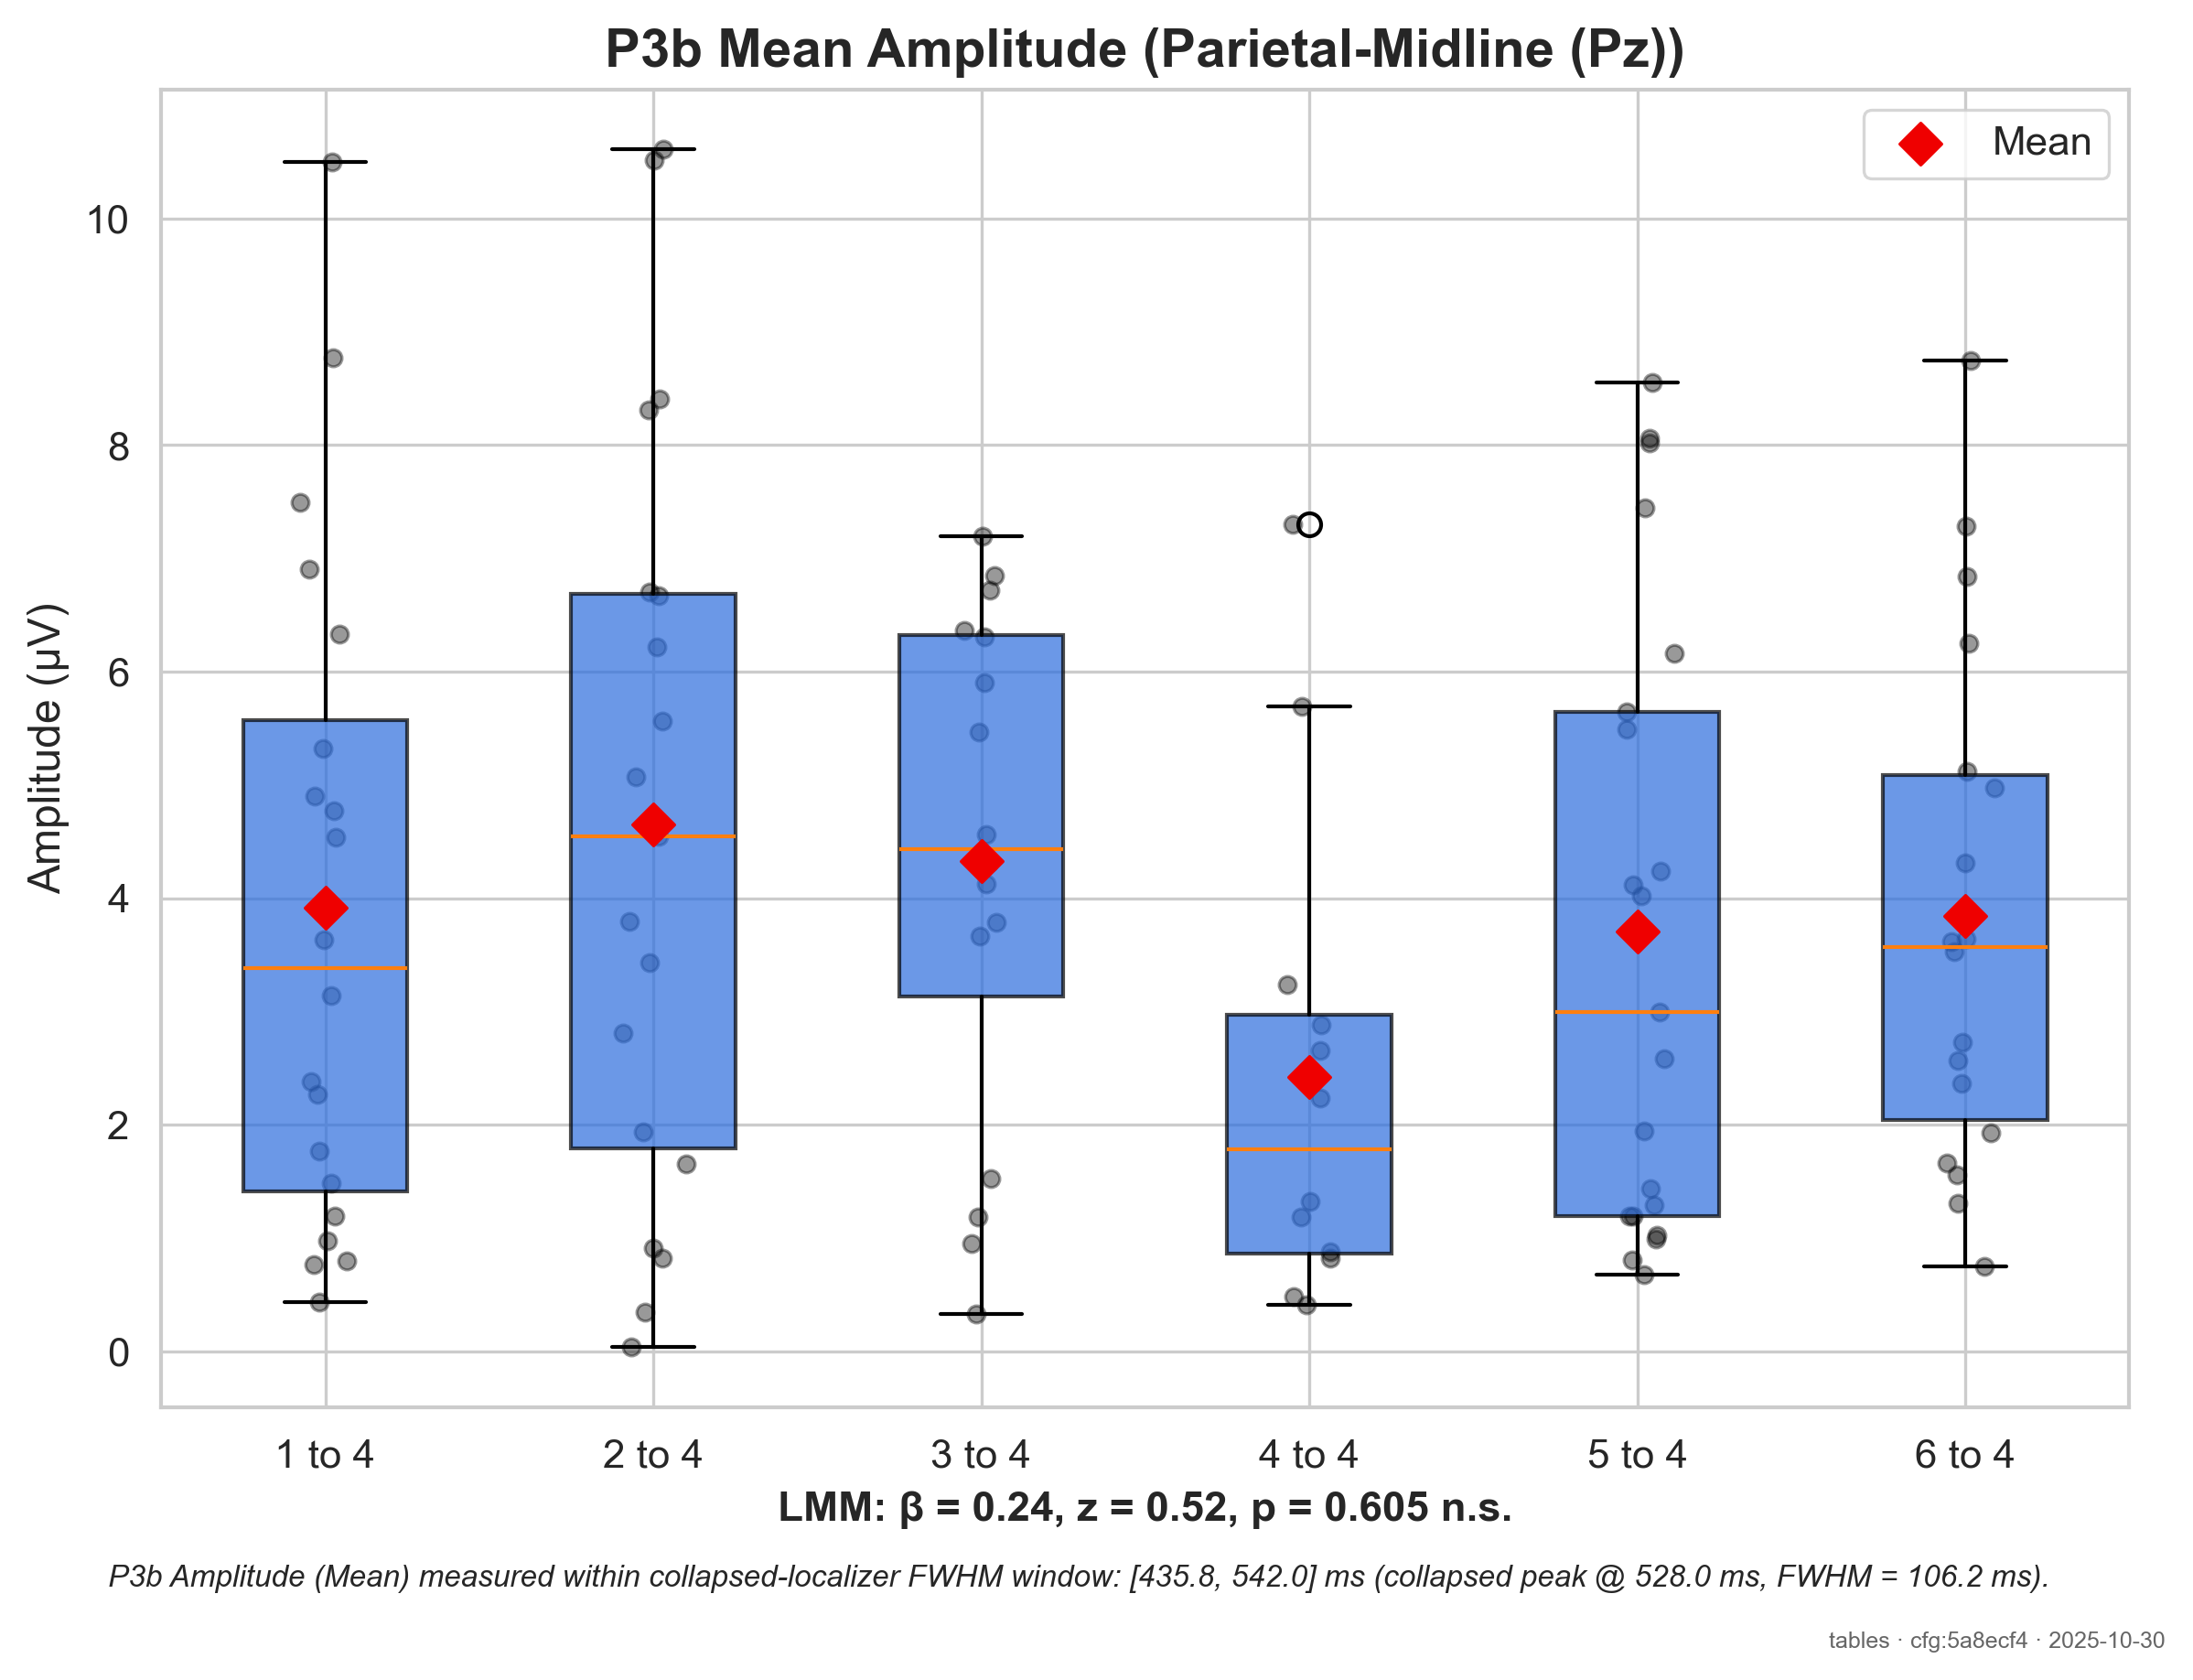 P3b Mean Amplitude (Parietal-Midline (Pz))
Mean
Amplitude (µV)
10
8
6
4
2
0
1 to 4 2 to 4 3 to 4 4 to 4 5 to 4 6 to 4
LMM: β = 0.24, z = 0.52, p = 0.605 n.s.
P3b Amplitude (Mean) measured within collapsed-localizer FWHM window: [435.8, 542.0] ms (collapsed peak @ 528.0 ms, FWHM = 106.2 ms).
tables · cfg:5a8ecf4 · 2025-10-30